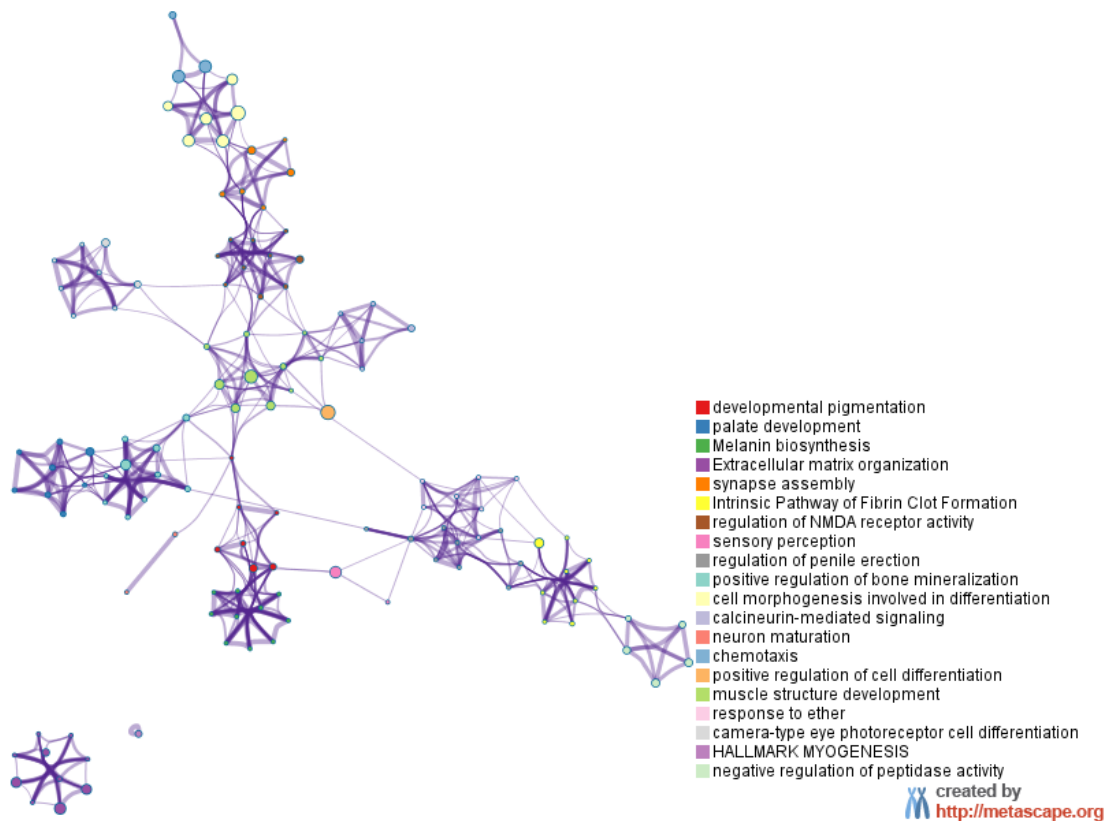 developmental pigmentation
palate development
Melanin biosynthesis
Extracellular matrix organization
synapse assembly
Intrinsic Pathway of Fibrin Clot Formation
regulation of NMDA receptor activity
sensory perception
regulation of penile erection
positive regulation of bone mineralization
cell morphogenesis involved in differentiation
calcineurin-mediated signaling
neuron maturation
chemotaxis
positive regulation of cell differentiation
muscle structure development
response to ether
camera-type eye photoreceptor cell differentiation
HALLMARK MYOGENESIS
negative regulation of peptidase activity
created by
http://metascape.org